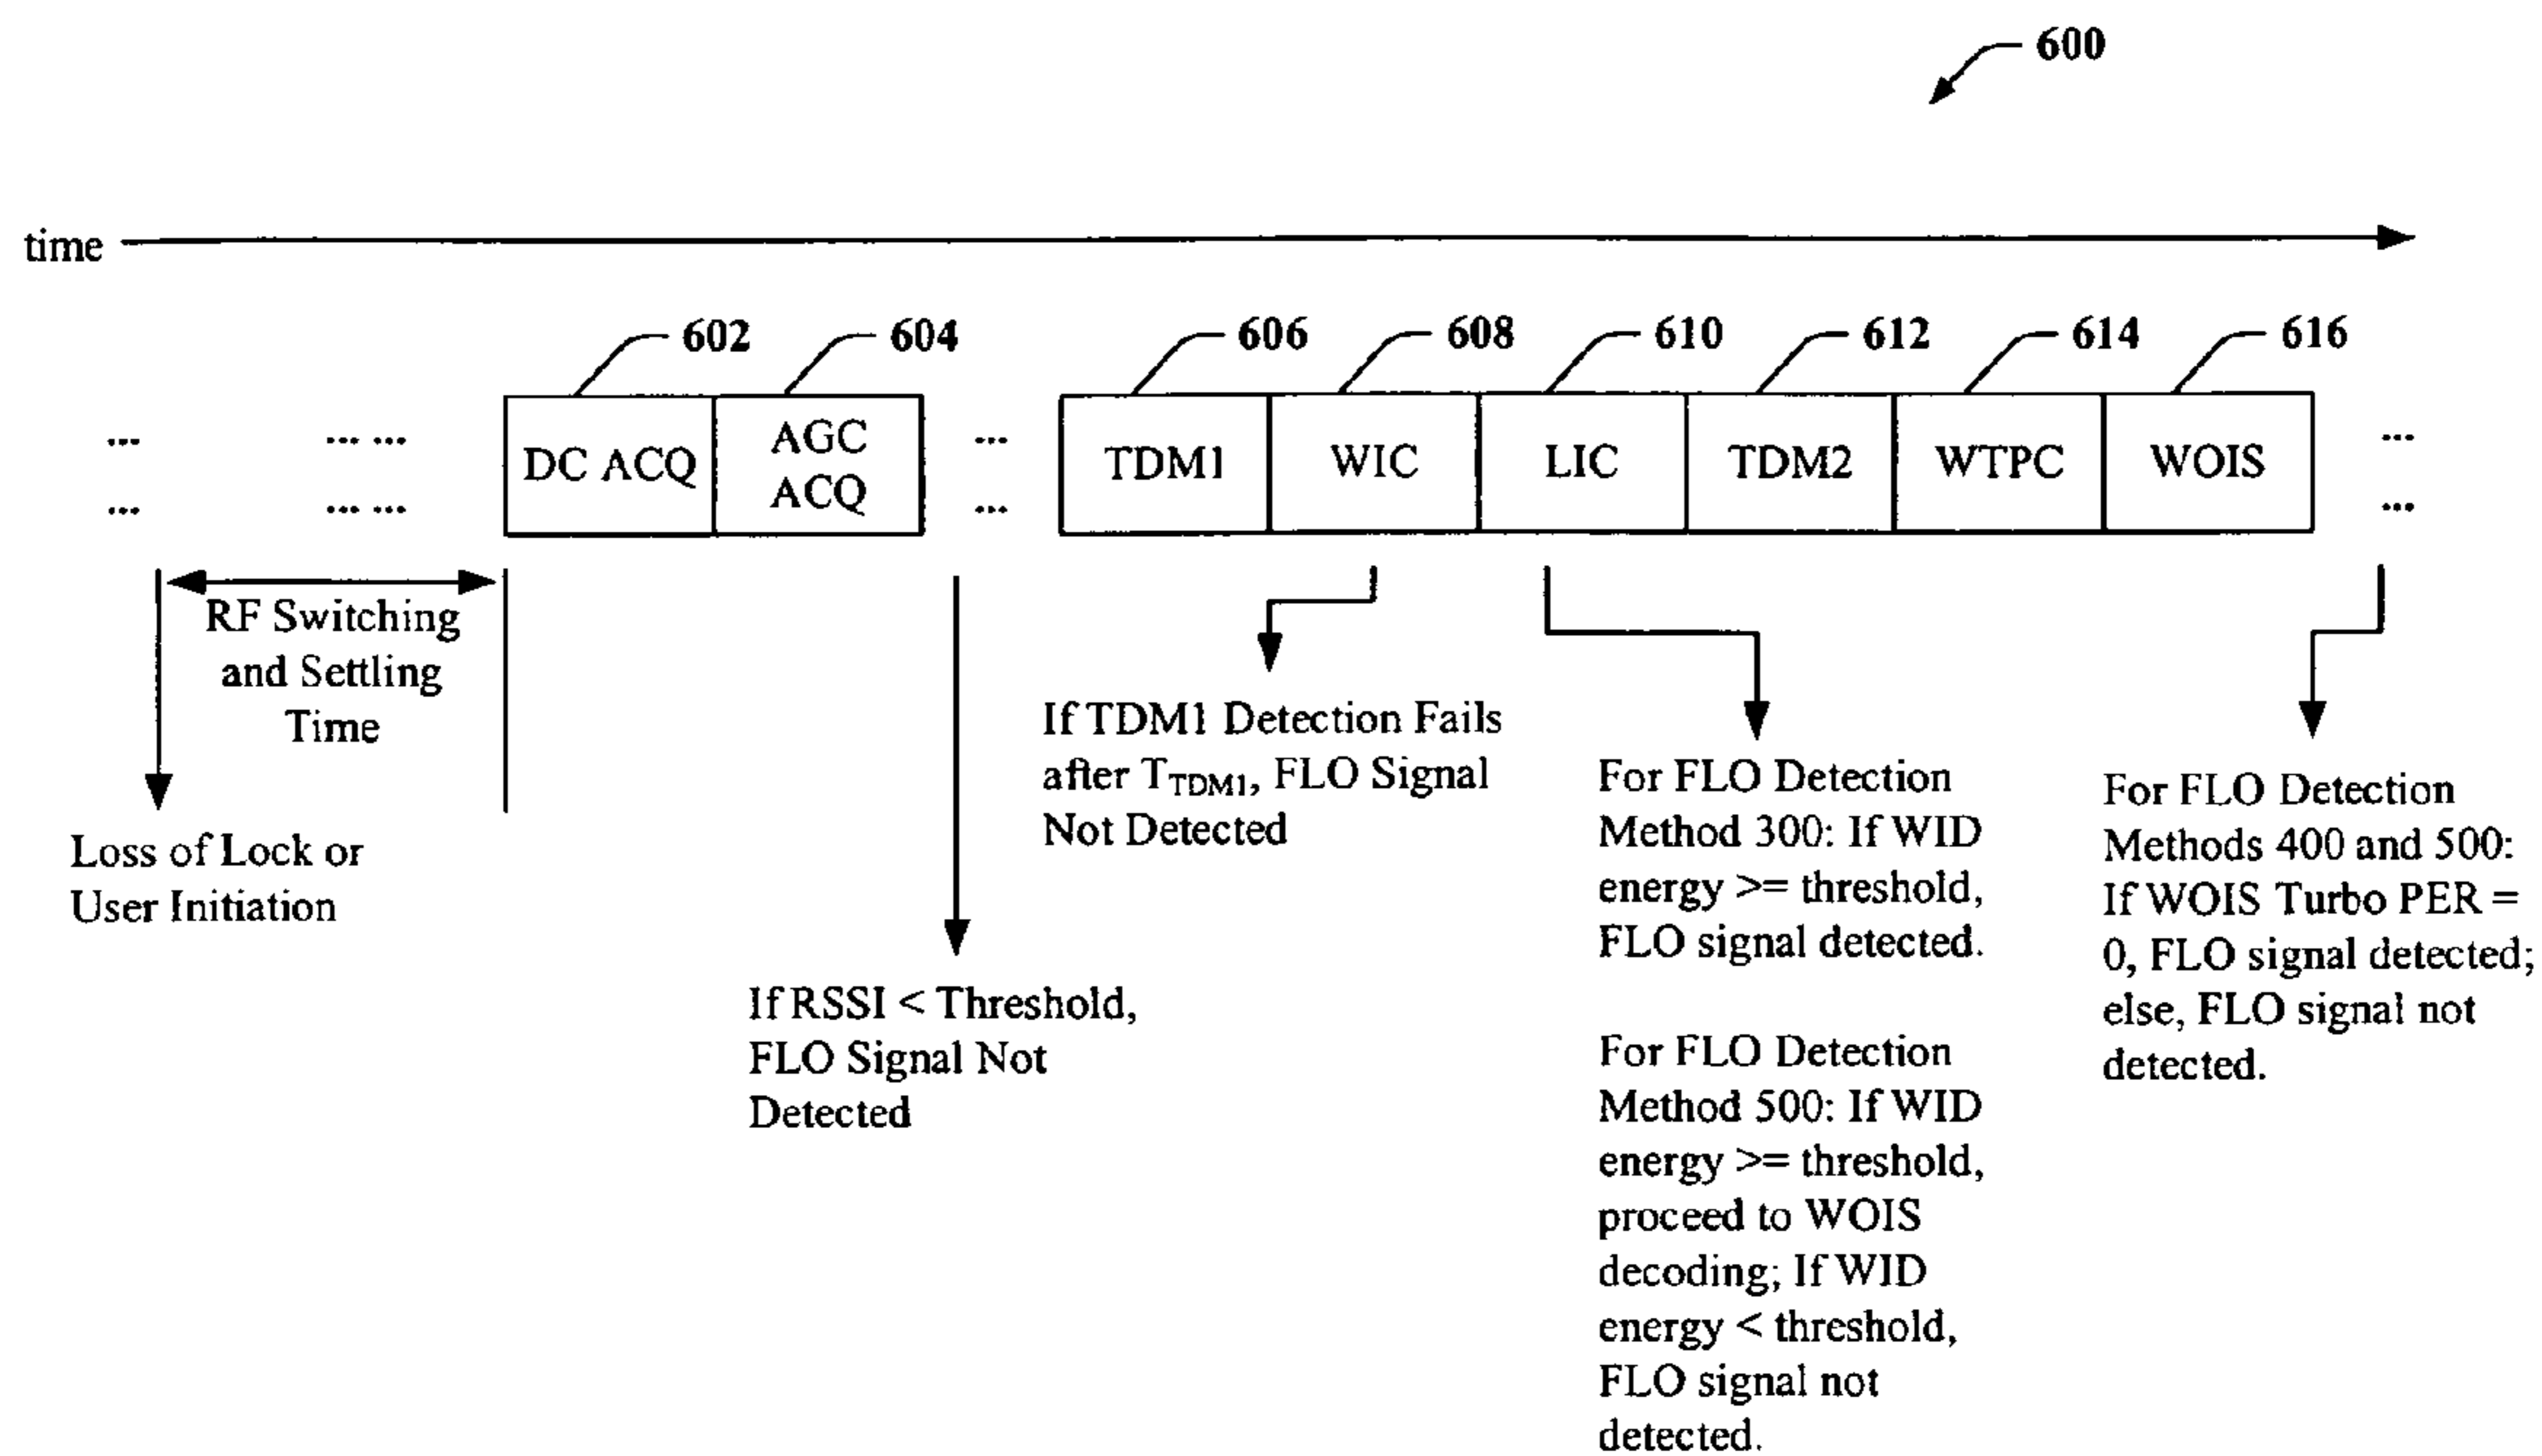 600
time
602
604
606
608
610
612
614
616
... ... ... DC ACQ AGC ... TDM1 WIC LIC TDM2 WTPC WOIS ...
ACQ
... ... ... ... ...
RF Switching
and Settling
Time
Loss of Lock or
User Initiation
If RSSI < Threshold,
FLO Signal Not
Detected
If TDM1 Detection Fails
after TTDM1, FLO Signal
Not Detected
For FLO Detection
Method 300: If WID
energy >= threshold,
FLO signal detected.
For FLO Detection
Method 500: If WID
energy >= threshold,
proceed to WOIS
decoding; If WID
energy < threshold,
FLO signal not
detected.
For FLO Detection
Methods 400 and 500:
If WOIS Turbo PER =
0, FLO signal detected;
else, FLO signal not
detected.